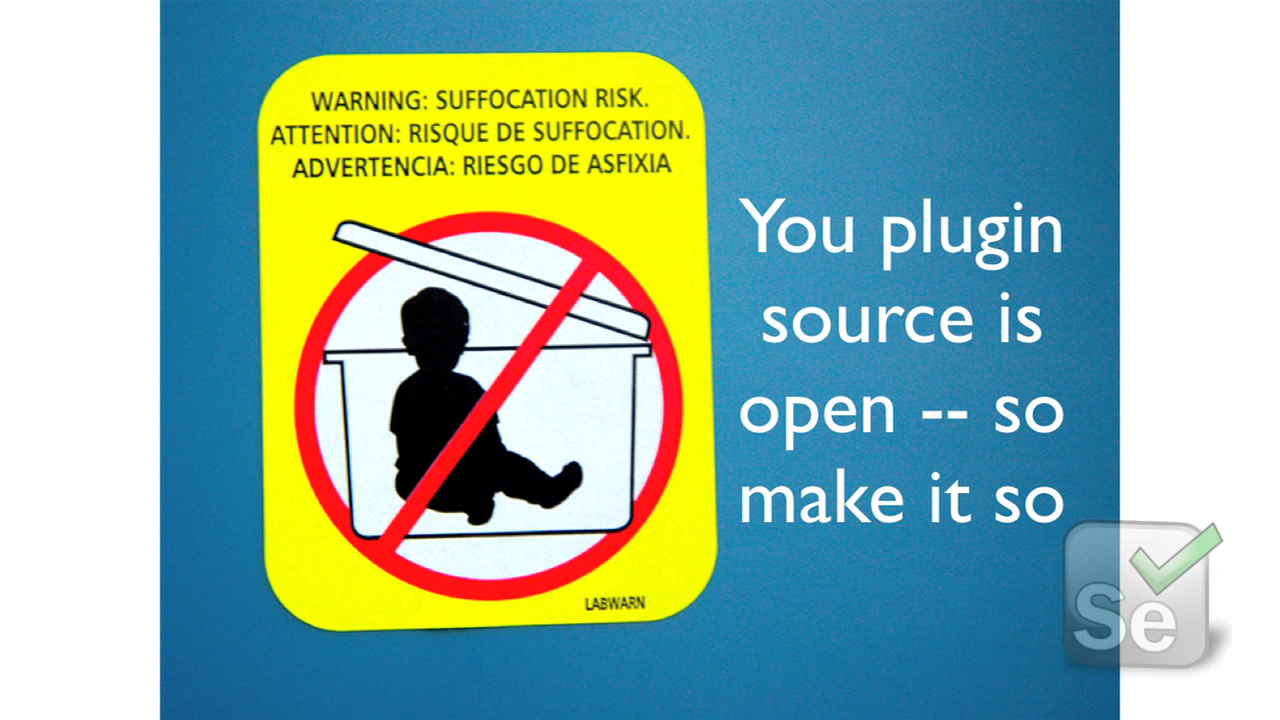 WARNING: SUFFOCATION RISK.
ATTENTION: RISQUE DE SUFFOCATION.
ADVERTENCIA: RIESGO DE ASFIXIA
LABWARN
You plugin
source is
open -- so
make it so
Se